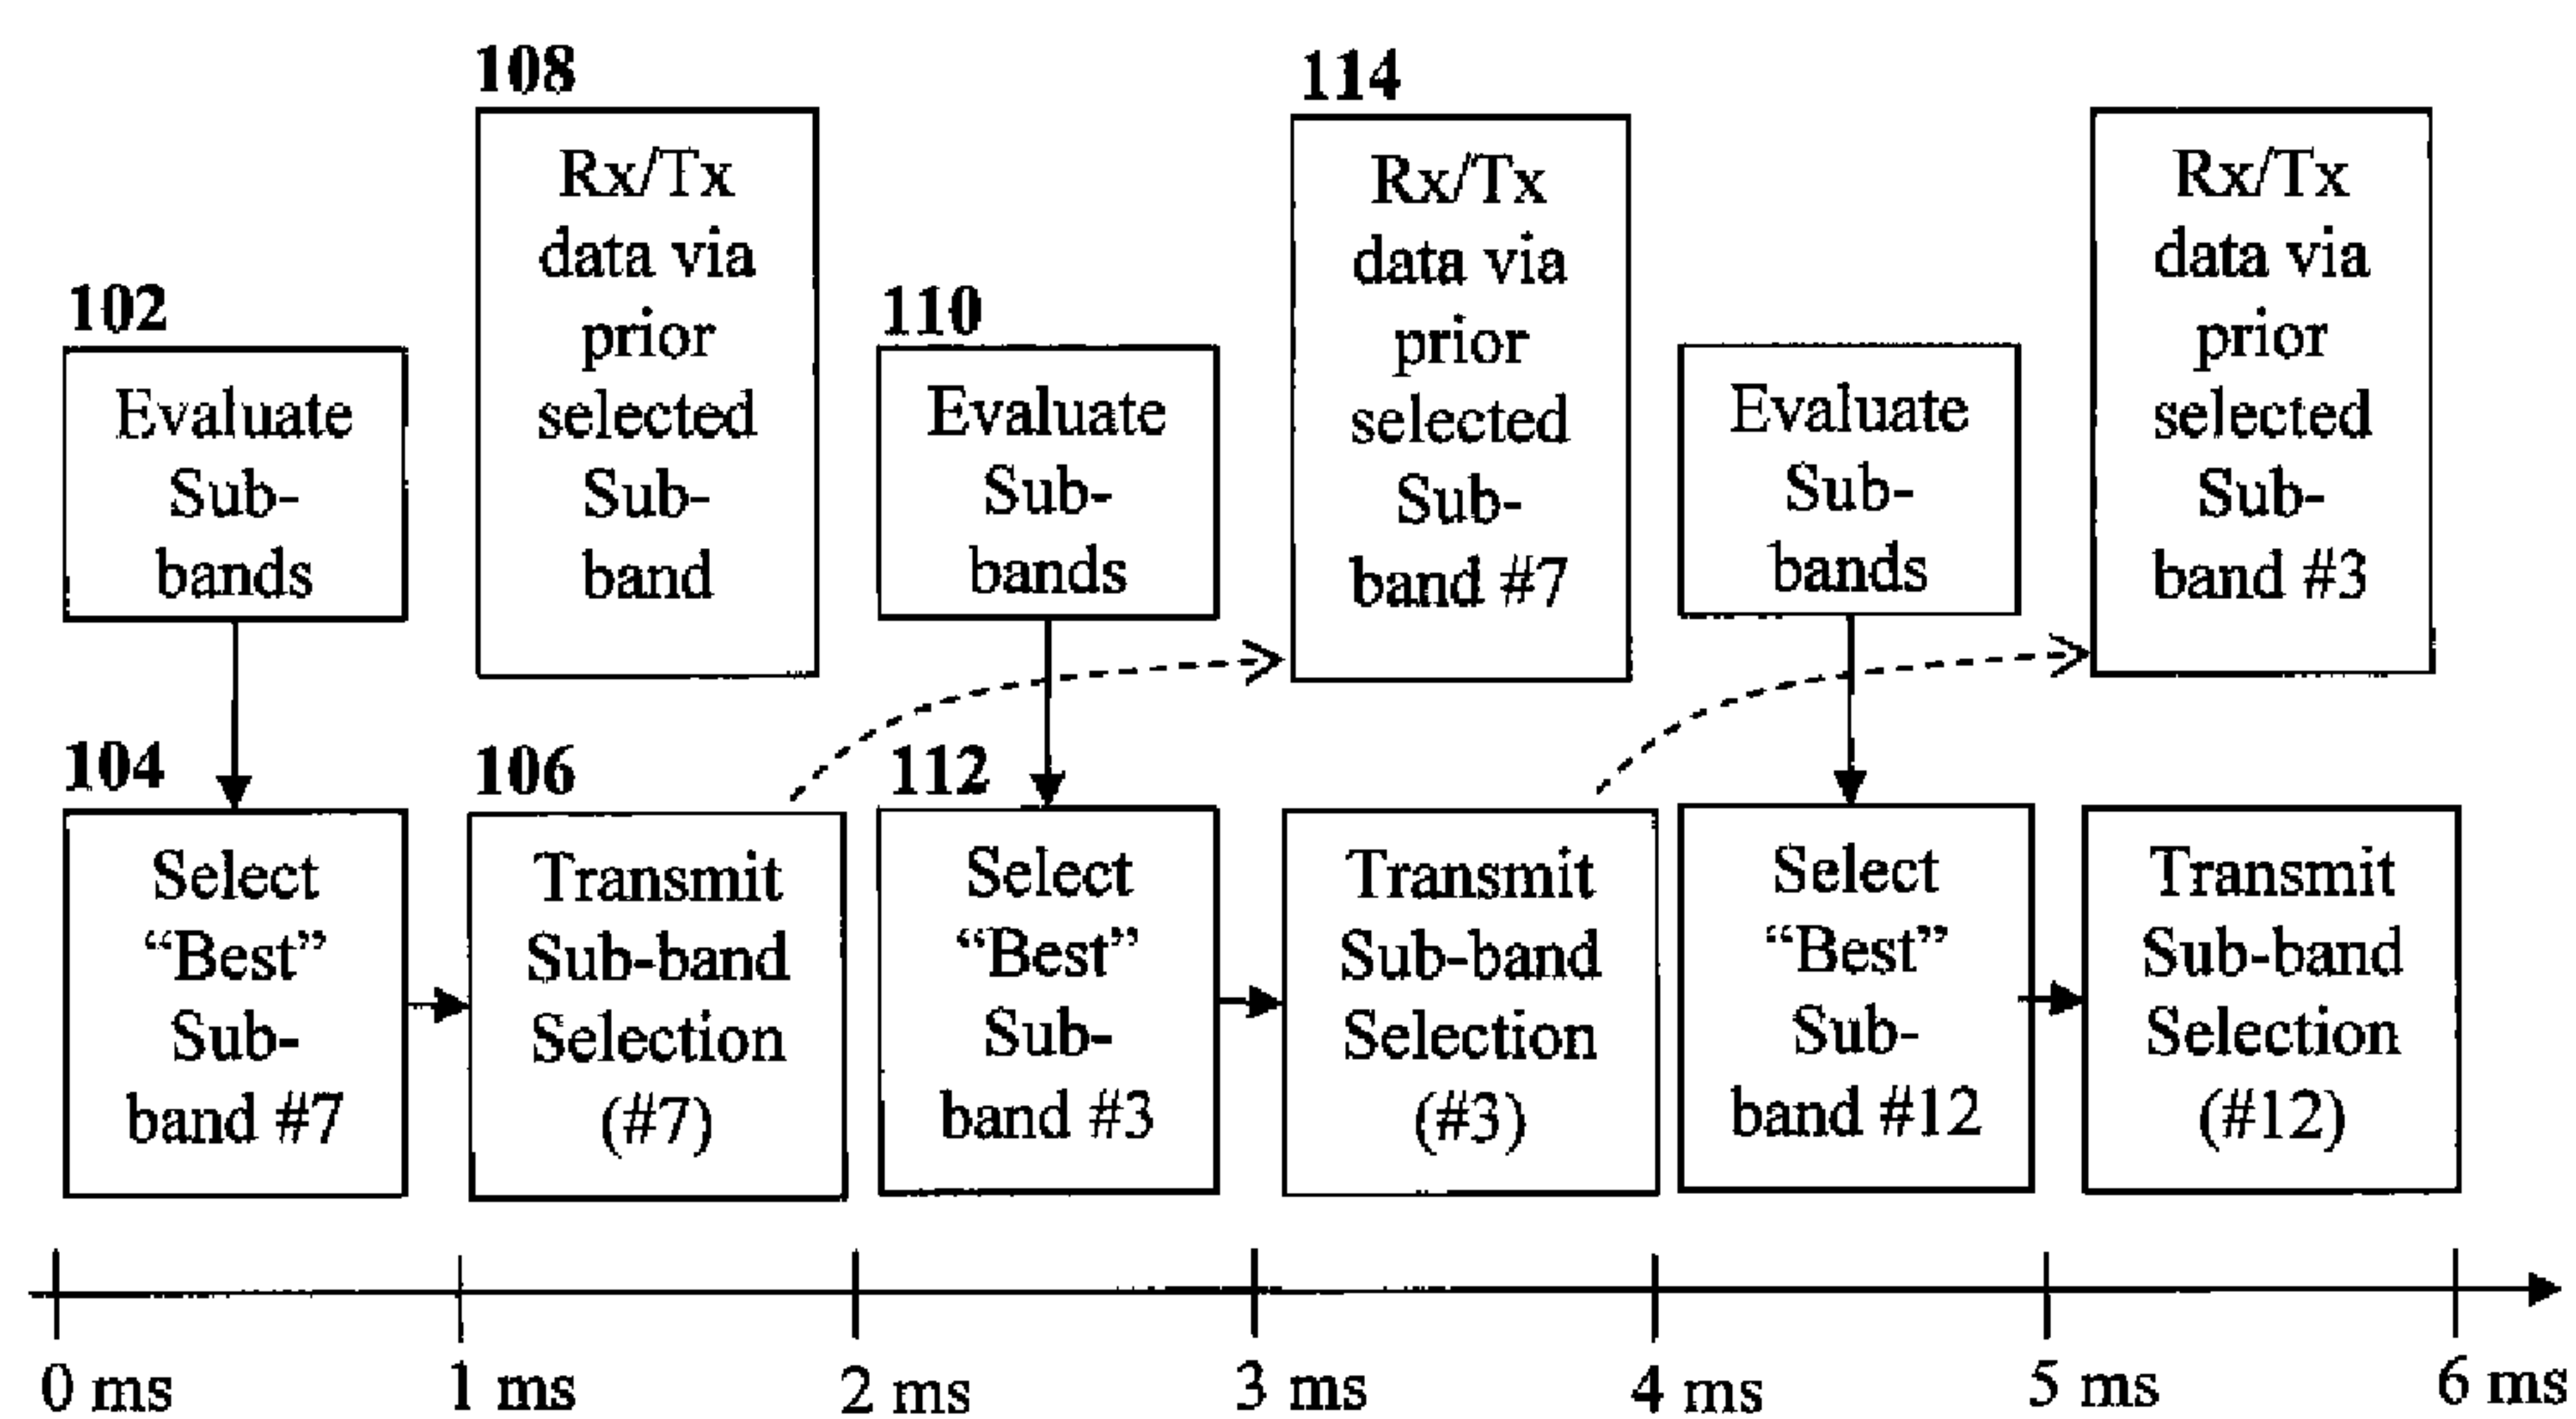 108
Rx/Tx
data via
prior
selected
Sub-
band
114
Rx/Tx
data via
prior
selected
Sub-
band #7
Rx/Tx
data via
prior
selected
Sub-
band #3
102
Evaluate
Sub-
bands
110
Evaluate
Sub-
bands
Evaluate
Sub-
bands
104
Select
“Best”
Sub-
band #7
106
Transmit
Sub-band
Selection
(#7)
112
Select
“Best”
Sub-
band #3
Transmit
Sub-band
Selection
(#3)
Select
“Best”
Sub-
band #12
Transmit
Sub-band
Selection
(#12)
0 ms
1 ms
2 ms
3 ms
4 ms
5 ms
6 ms